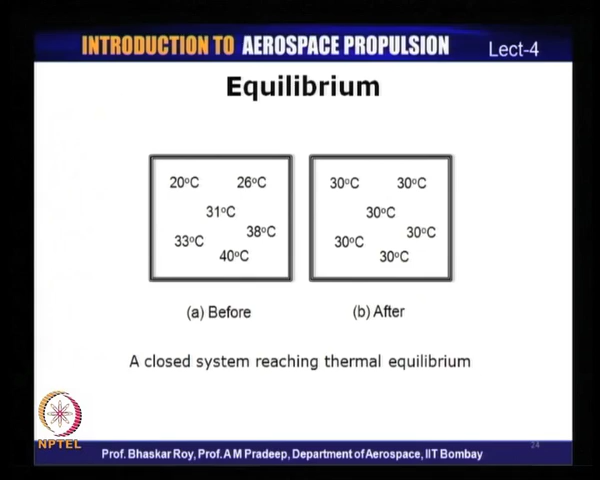 INTRODUCTION TO AEROSPACE PROPULSION Lect-4
Equilibrium
20°C 26°C
31°C
33°C 38°C
40°C
30°C 30°C
30°C
30°C 30°C
30°C
(a) Before
(b) After
A closed system reaching thermal equilibrium
NPTEL
24
Prof. Bhaskar Roy, Prof. A M Pradeep, Department of Aerospace, IIT Bombay